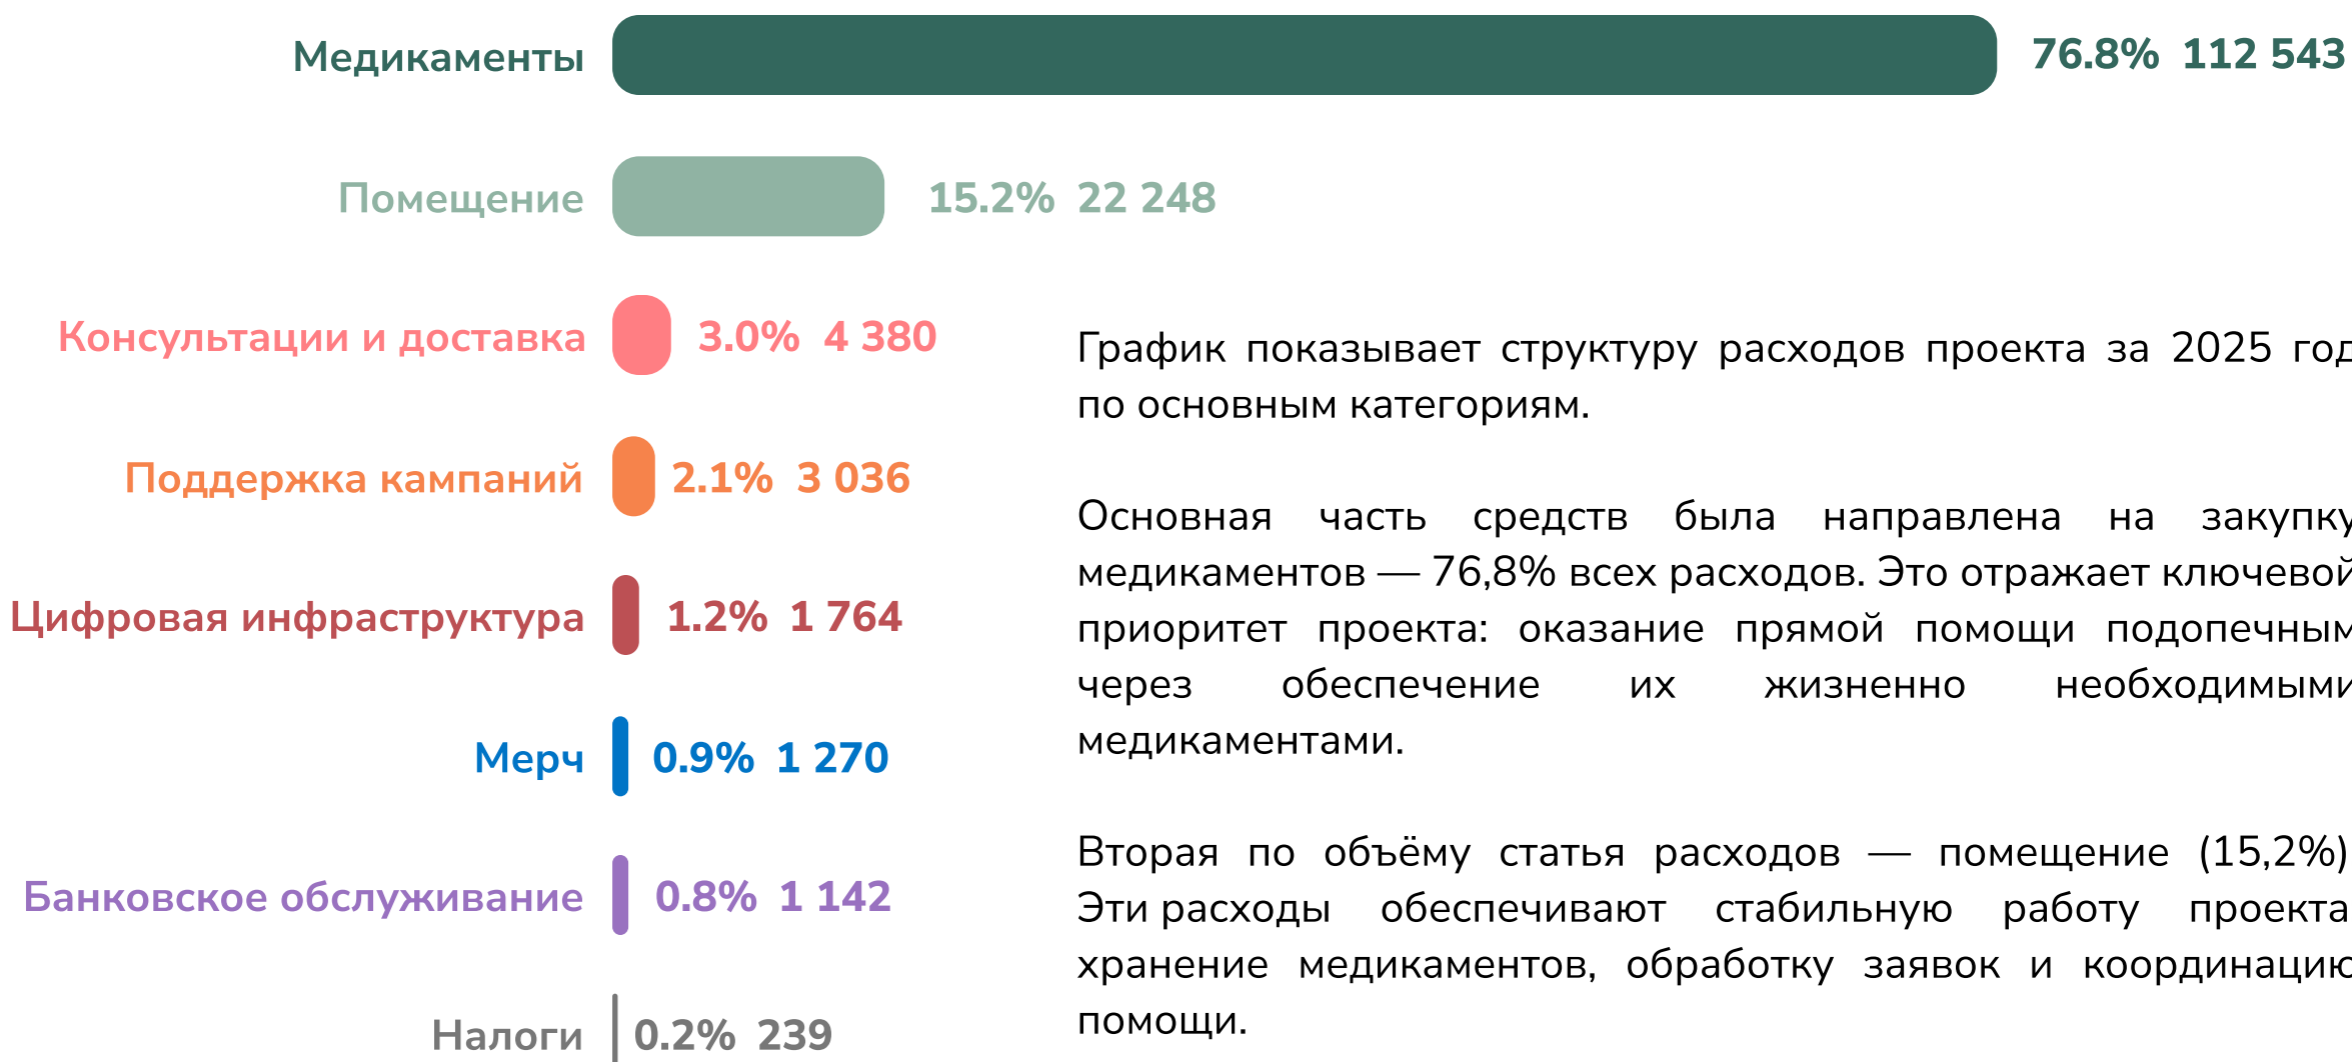 Медикаменты 76.8% 112 543
Помещение 15.2% 22 248
Консультации и доставка 3.0% 4 380
Поддержка кампаний 2.1% 3 036
Цифровая инфраструктура 1.2% 1 764
Мерч 0.9% 1 270
Банковское обслуживание 0.8% 1 142
Налоги 0.2% 239
График показывает структуру расходов проекта за 2025 год
по основным категориям.
Основная часть средств была направлена на закупку
медикаментов — 76,8% всех расходов. Это отражает ключевой
приоритет проекта: оказание прямой помощи подопечным
через обеспечение их жизненно необходимыми
медикаментами.
Вторая по объёму статья расходов — помещение (15,2%)
Эти расходы обеспечивают стабильную работу проекта
хранение медикаментов, обработку заявок и координацию
помощи.